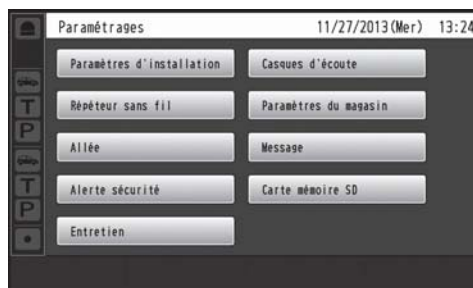 Paramétrages 11/27/2013(Mer) 13:24
Paramètres d'installation
Casques d'écoute
Répéteur sans fil
Paramètres du magasin
Allée
Message
Alerte sécurité
Carte mémoire SD
Entretien
T
P
T
P